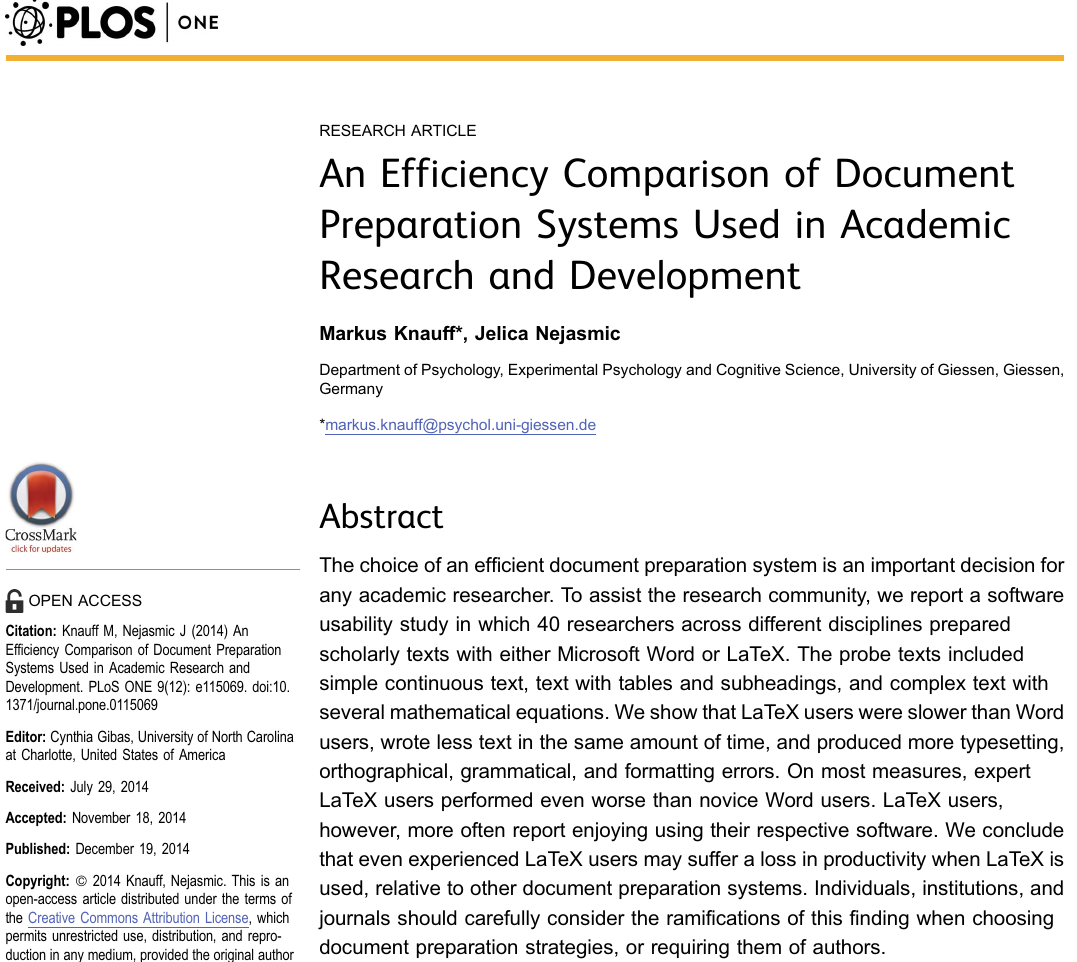 PLOS ONE
RESEARCH ARTICLE
An Efficiency Comparison of Document
Preparation Systems Used in Academic
Research and Development
Markus Knauff*, Jelica Nejasmic
Department of Psychology, Experimental Psychology and Cognitive Science, University of Giessen, Giessen,
Germany
*markus.knauff@psychol.uni-giessen.de
CrossMark
click for updates
OPEN ACCESS
Citation: Knauff M, Nejasmic J (2014) An
Efficiency Comparison of Document Preparation
Systems Used in Academic Research and
Development. PLoS ONE 9(12): e115069. doi:10.
1371/journal.pone.0115069
Editor: Cynthia Gibas, University of North Carolina
at Charlotte, United States of America
Received: July 29, 2014
Accepted: November 18, 2014
Published: December 19, 2014
Copyright: © 2014 Knauff, Nejasmic. This is an
open-access article distributed under the terms of
the Creative Commons Attribution License, which
permits unrestricted use, distribution, and repro-
duction in any medium, provided the original author
Abstract
The choice of an efficient document preparation system is an important decision for
any academic researcher. To assist the research community, we report a software
usability study in which 40 researchers across different disciplines prepared
scholarly texts with either Microsoft Word or LaTeX. The probe texts included
simple continuous text, text with tables and subheadings, and complex text with
several mathematical equations. We show that LaTeX users were slower than Word
users, wrote less text in the same amount of time, and produced more typesetting,
orthographical, grammatical, and formatting errors. On most measures, expert
LaTeX users performed even worse than novice Word users. LaTeX users,
however, more often report enjoying using their respective software. We conclude
that even experienced LaTeX users may suffer a loss in productivity when LaTeX is
used, relative to other document preparation systems. Individuals, institutions, and
journals should carefully consider the ramifications of this finding when choosing
document preparation strategies, or requiring them of authors.